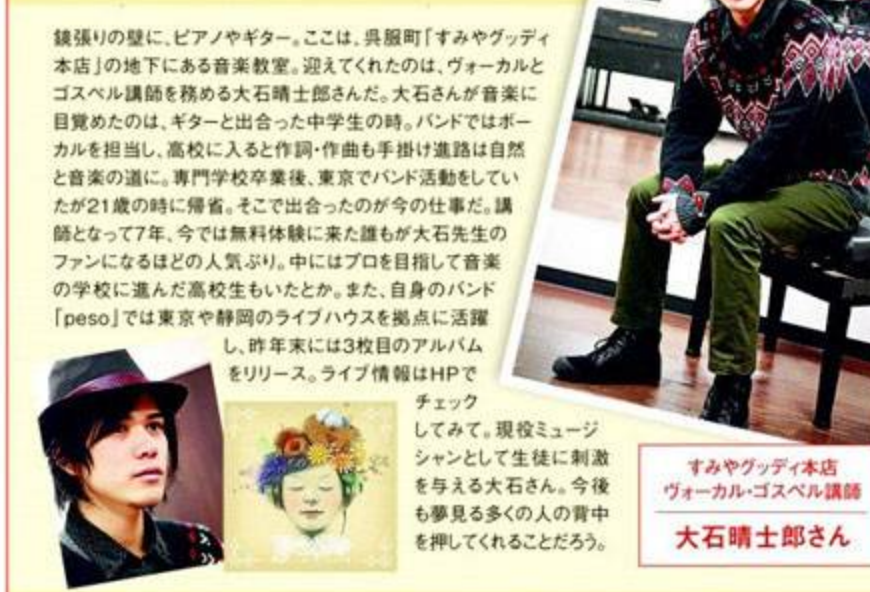 鏡張りの壁に、ピアノやギター。ここは、呉服町「すみやグッディ
本店」の地下にある音楽教室。迎えてくれたのは、ヴォーカルと
ゴスペル講師を務める大石晴士郎さんだ。大石さんが音楽に
目覚めたのは、ギターと出合った中学生の時。バンドではボー
カルを担当し、高校に入ると作詞・作曲も手掛け進路は自然
と音楽の道に。専門学校卒業後、東京でバンド活動をしてい
たが21歳の時に帰省。そこで出合ったのが今の仕事だ。講
師となって7年、今では無料体験に来た誰もが大石先生の
ファンになるほどの人気ぶり。中にはプロを目指して音楽
の学校に進んだ高校生もいたとか。また、自身のバンド
「peso」では東京や静岡のライブハウスを拠点に活躍
し、昨年末には3枚目のアルバム
をリリース。ライブ情報はHPで
チェック
してみて。現役ミュージ
シャンとして生徒に刺激
を与える大石さん。今後
も夢見る多くの人の背中
を押してくれることだろう。
すみやグッディ本店
ヴォーカル・ゴスペル講師
大石晴士郎さん